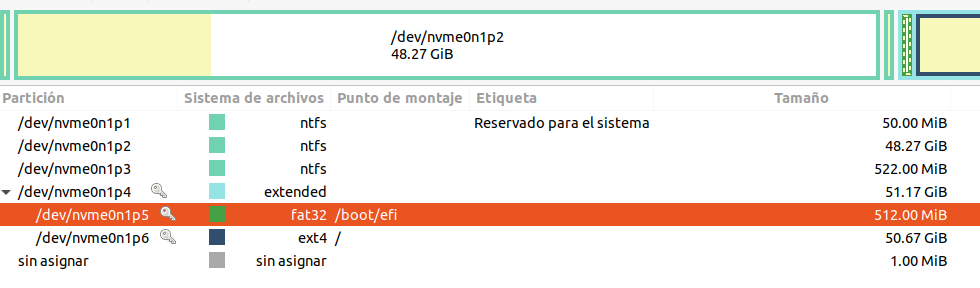 /dev/nvme0n1p2
48.27 GiB
Partición Sistema de archivos Punto de montaje Etiqueta Tamaño
/dev/nvme0n1p1 ntfs Reservado para el sistema 50.00 MiB
/dev/nvme0n1p2 ntfs 48.27 GiB
/dev/nvme0n1p3 ntfs 522.00 MiB
/dev/nvme0n1p4 extended 51.17 GiB
/dev/nvme0n1p5 fat32 /boot/efi 512.00 MiB
/dev/nvme0n1p6 ext4 / 50.67 GiB
sin asignar sin asignar 1.00 MiB